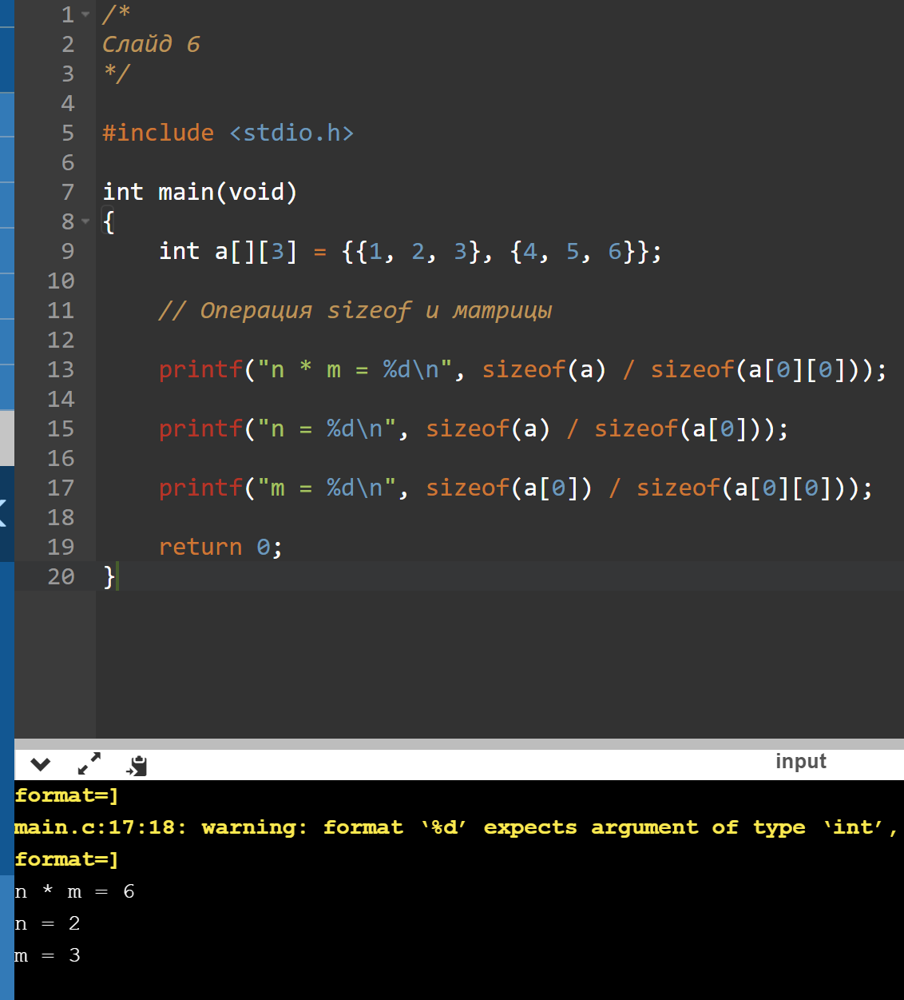 1 /*
2 Слайд 6
3 */
4
5 #include <stdio.h>
6
7 int main(void)
8 {
9     int a[][3] = {{1, 2, 3}, {4, 5, 6}};
10
11     // Операция sizeof и матрицы
12
13     printf("n * m = %d\n", sizeof(a) / sizeof(a[0][0]));
14
15     printf("n = %d\n", sizeof(a) / sizeof(a[0]));
16
17     printf("m = %d\n", sizeof(a[0]) / sizeof(a[0][0]));
18
19     return 0;
20 }
input
format=]
main.c:17:18: warning: format ‘%d’ expects argument of type ‘int’,
format=]
n * m = 6
n = 2
m = 3